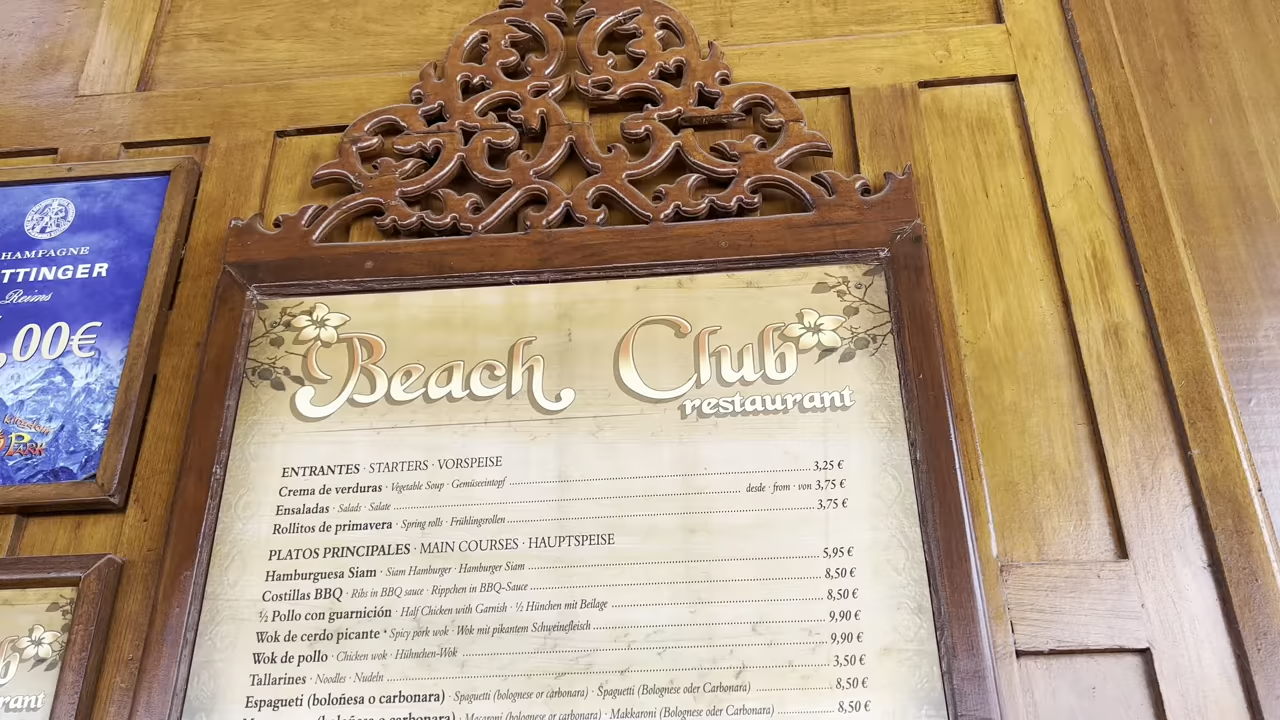 HAMPAGNE
TTINGER
Reims
,00€
PARK
Beach Club
restaurant
ENTRANTES · STARTERS · VORSPEISE
Crema de verduras · Vegetable Soup · Gemüseeintopf 3,25 €
Ensaladas · Salads · Salate desde · from · von 3,75 €
Rollitos de primavera · Spring rolls · Frühlingsrollen 3,75 €
PLATOS PRINCIPALES · MAIN COURSES · HAUPTSPEISE
Hamburguesa Siam · Siam Hamburger · Hamburger Siam 5,95 €
Costillas BBQ · Ribs in BBQ sauce · Rippchen in BBQ-Sauce 8,50 €
½ Pollo con guarnición · Half Chicken with Garnish · ½ Hünchen mit Beilage 8,50 €
Wok de cerdo picante * Spicy pork wok · Wok mit pikantem Schweinefleisch 9,90 €
Wok de pollo · Chicken wok · Hühnchen-Wok 9,90 €
Tallarines · Noodles · Nudeln 3,50 €
Espagueti (boloñesa o carbonara) · Spaguetti (bolognese or carbonara) · Špaguetti (Bolognese oder Carbonara) 8,50 €
(boloñesa o carbonara) · Macaroni (bolognese or carbonara) · Makkaroni (Bolognese Oder Carbonara) 8,50 €
b
rant